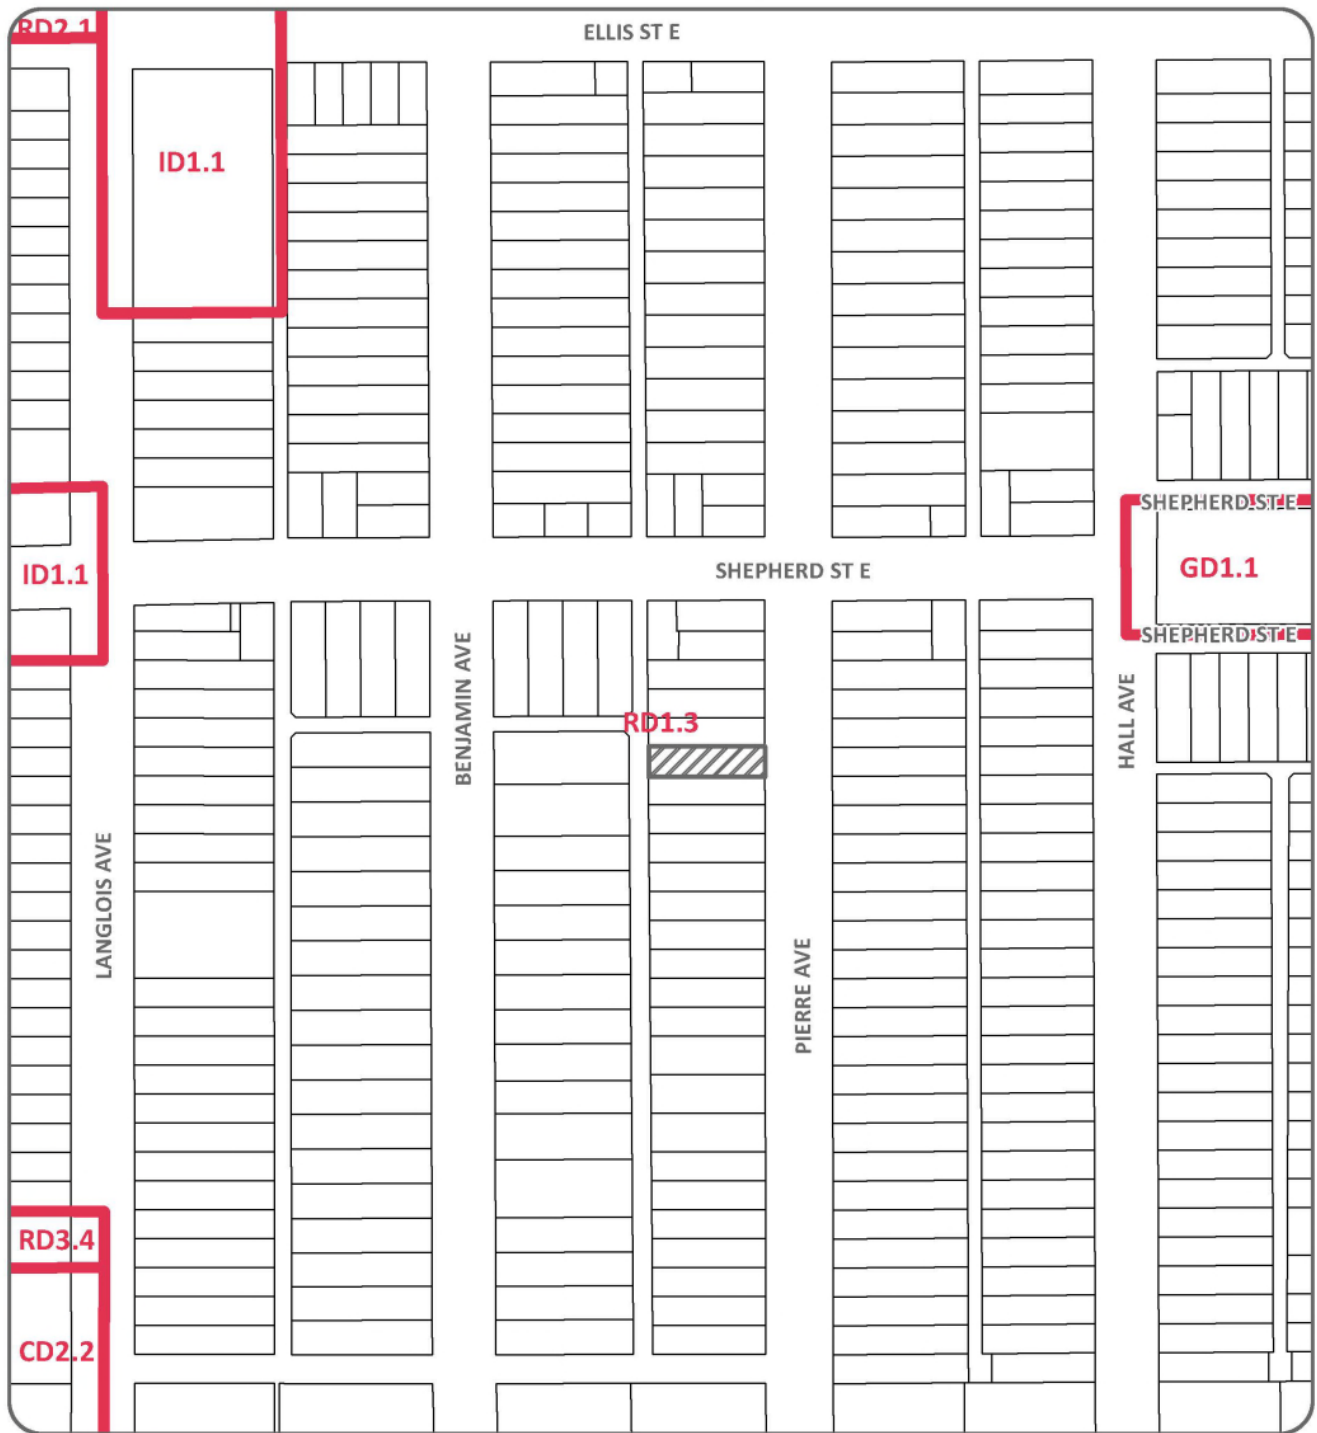 RD2.1
ELLIS ST E
ID1.1
SHEPHERD ST E
SHEPHERD ST E
ID1.1
GD1.1
SHEPHERD ST E
BENJAMIN AVE
HALL AVE
RD1.3
LANGLOIS AVE
PIERRE AVE
RD3.4
CD2.2